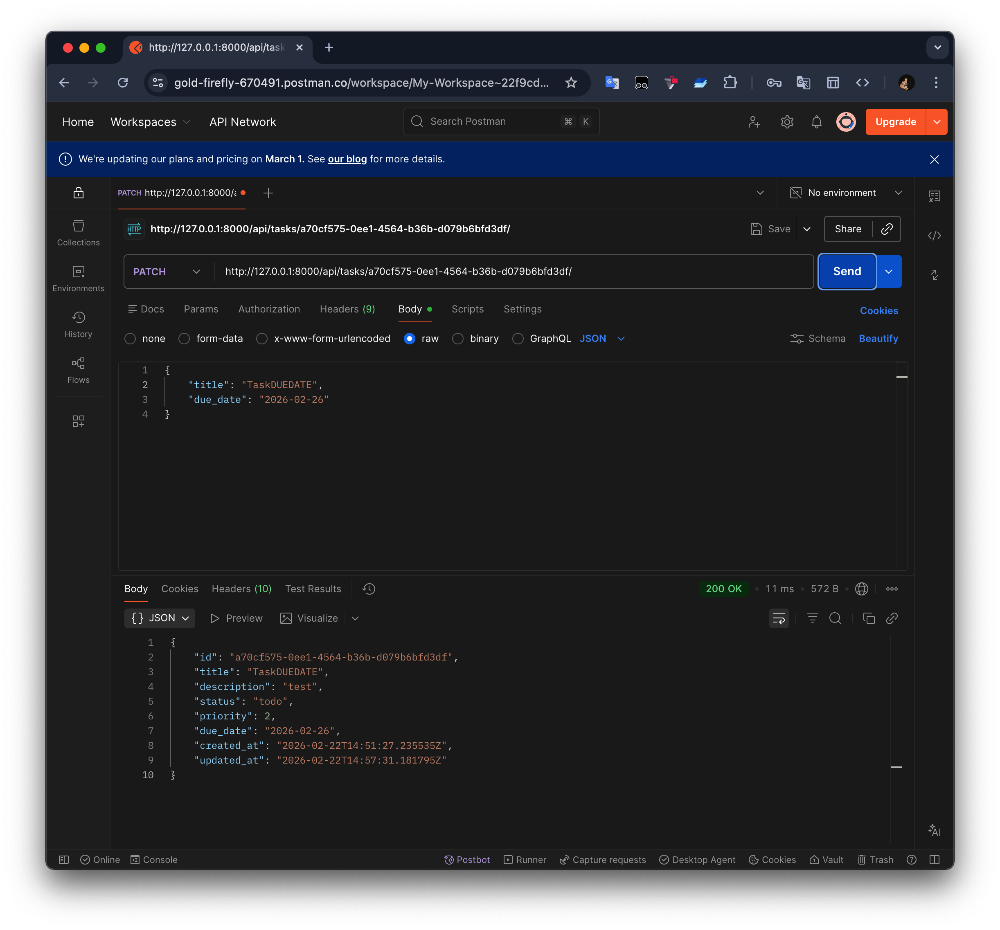 http://127.0.0.1:8000/api/task
gold-firefly-670491.postman.co/workspace/My-Workspace~22f9cd...
Home Workspaces API Network Search Postman ⌘ K Upgrade
We're updating our plans and pricing on March 1. See our blog for more details.
PATCH http://127.0.0.1:8000/a No environment
HTTP http://127.0.0.1:8000/api/tasks/a70cf575-0ee1-4564-b36b-d079b6bfd3df/ Save Share
Collections
Environments
History
Flows
PATCH http://127.0.0.1:8000/api/tasks/a70cf575-0ee1-4564-b36b-d079b6bfd3df/ Send
Docs Params Authorization Headers (9) Body Scripts Settings Cookies
none form-data x-www-form-urlencoded raw binary GraphQL JSON Schema Beautify
1 {
2 "title": "TaskDUEDATE",
3 "due_date": "2026-02-26"
4 }
Body Cookies Headers (10) Test Results 200 OK • 11 ms • 572 B •
{} JSON Preview Visualize
1 {
2 "id": "a70cf575-0ee1-4564-b36b-d079b6bfd3df",
3 "title": "TaskDUEDATE",
4 "description": "test",
5 "status": "todo",
6 "priority": 2,
7 "due_date": "2026-02-26",
8 "created_at": "2026-02-22T14:51:27.235535Z",
9 "updated_at": "2026-02-22T14:57:31.181795Z"
10 }
AI
Online Console Postbot Runner Capture requests Desktop Agent Cookies Vault Trash